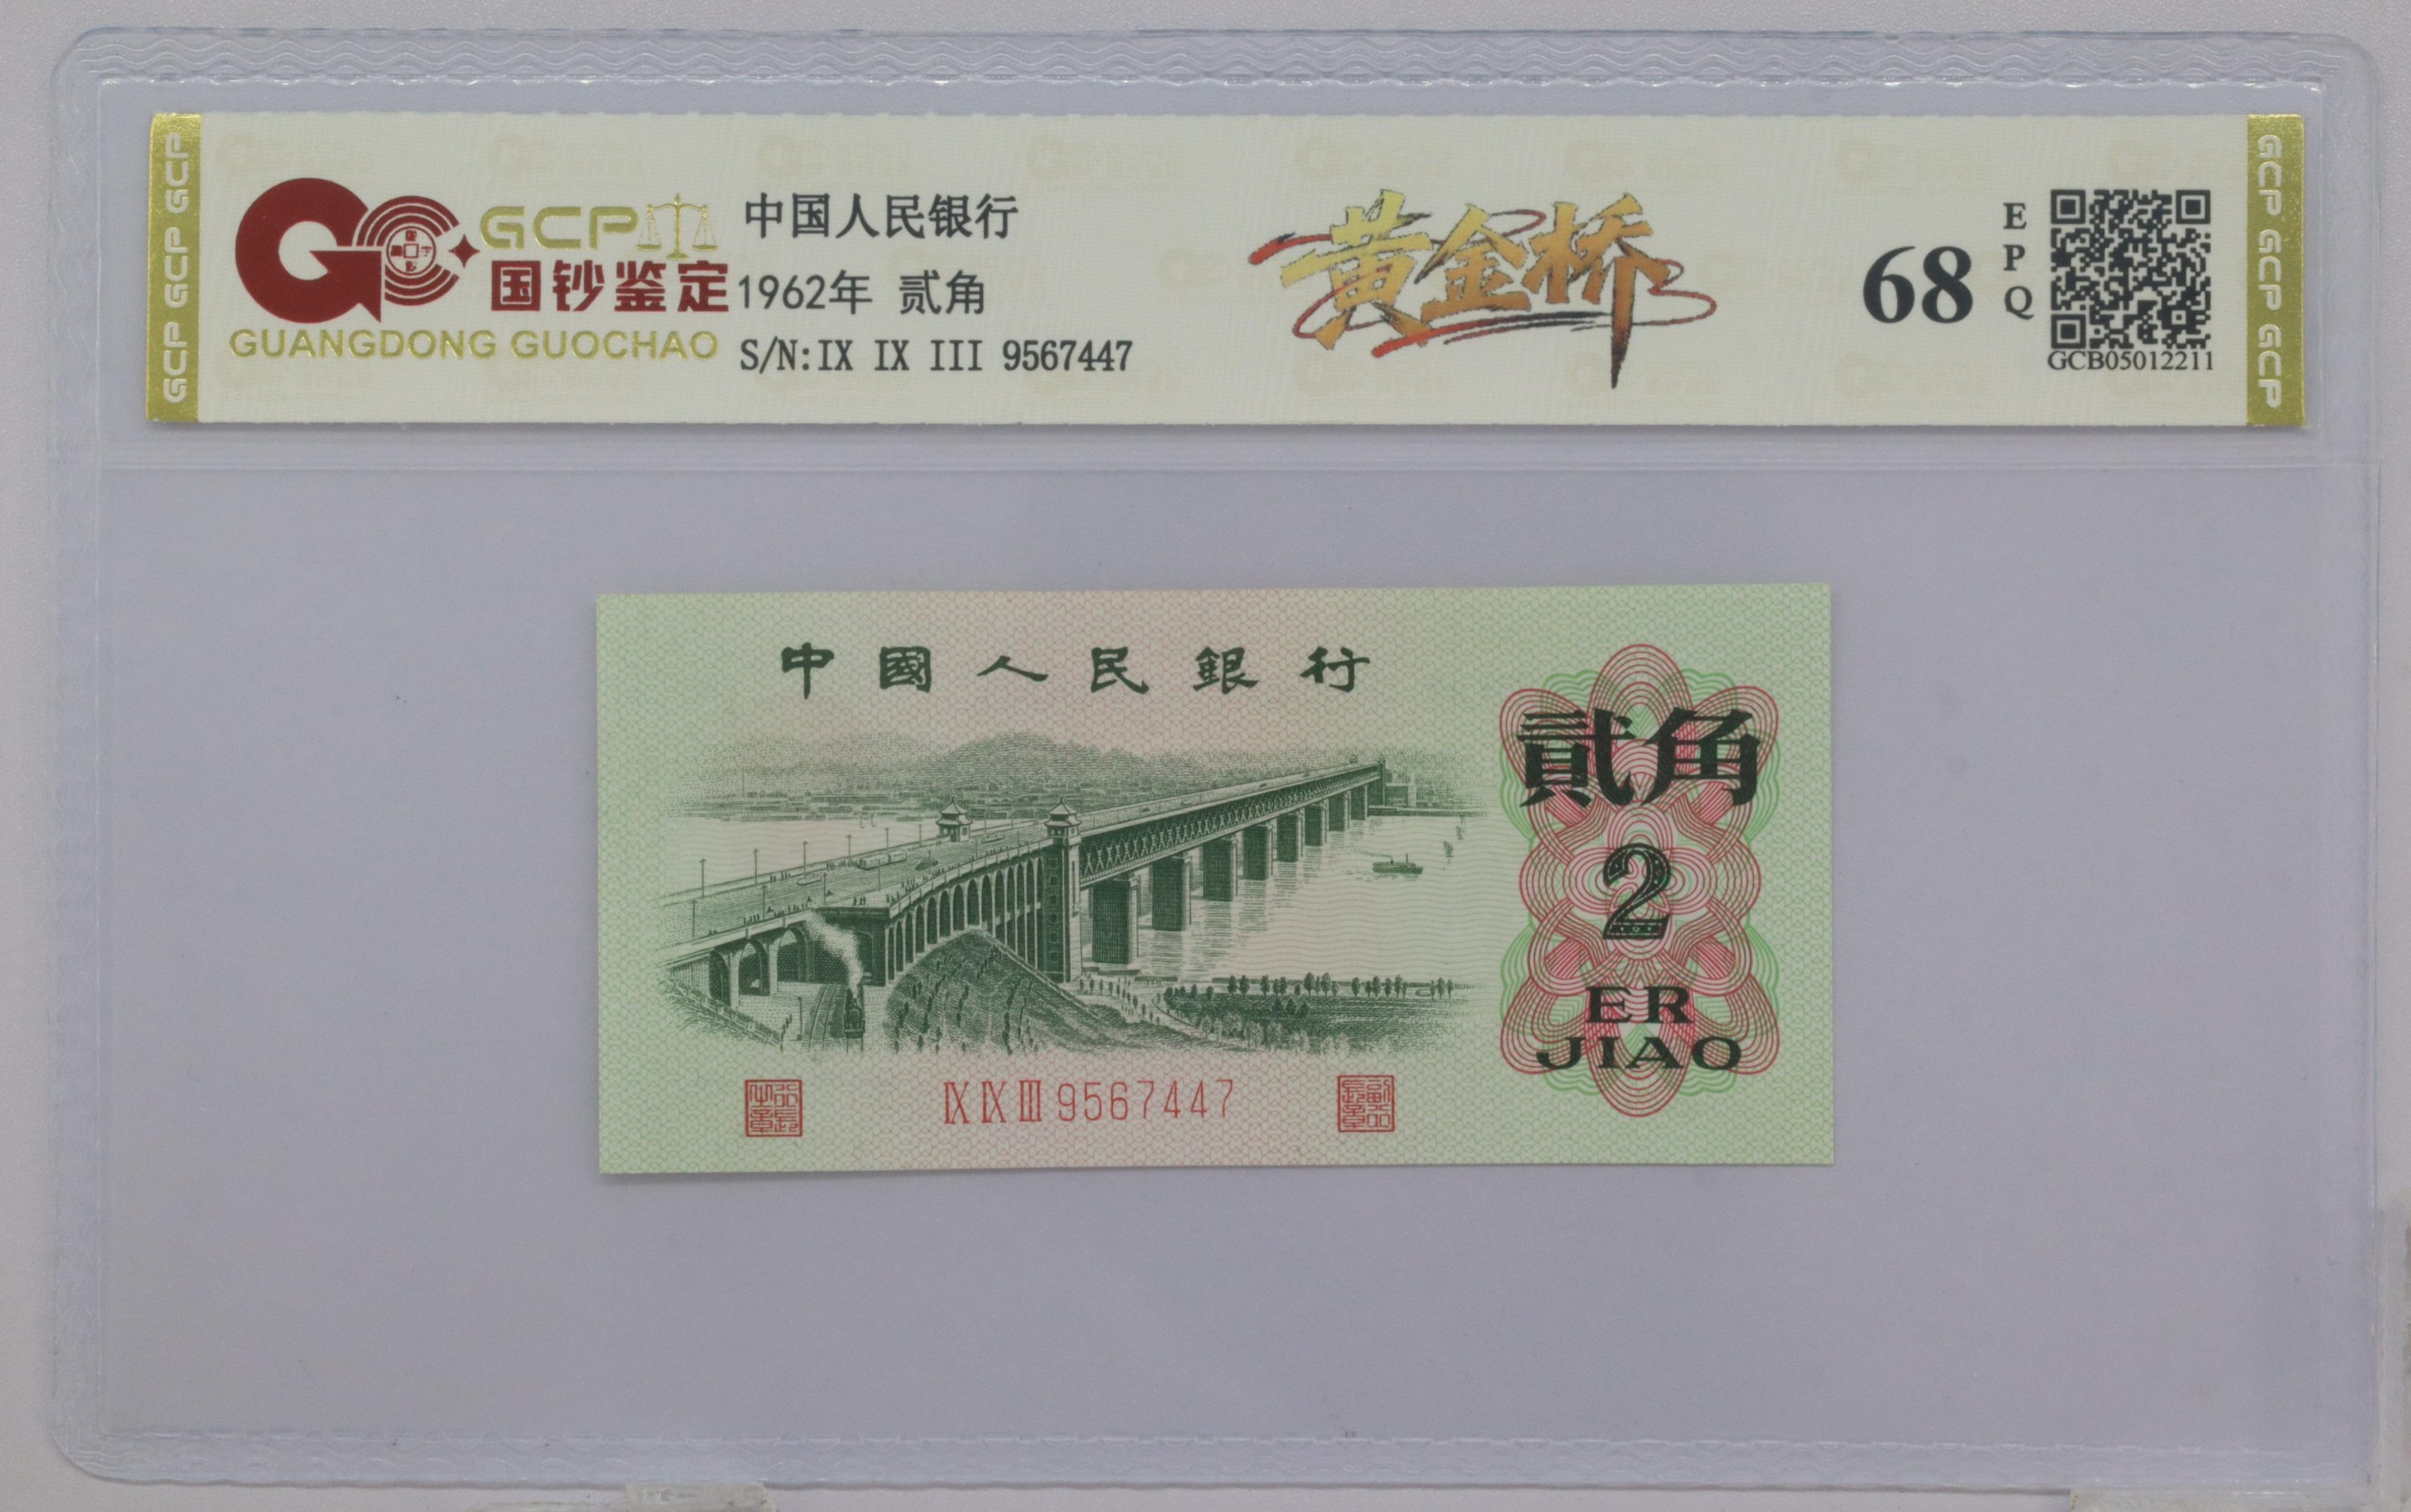 GCP GCP GCP
GCP
国钞鉴定
GUANGDONG GUOCHAO
中国人民银行
1962年 贰角
S/N:IX IX III 9567447
黄金桥
68
EPQ
GCB05012211
GCP GCP GCP
中國人民銀行
貳角
2
ER
JIAO
IX IX III 9567447